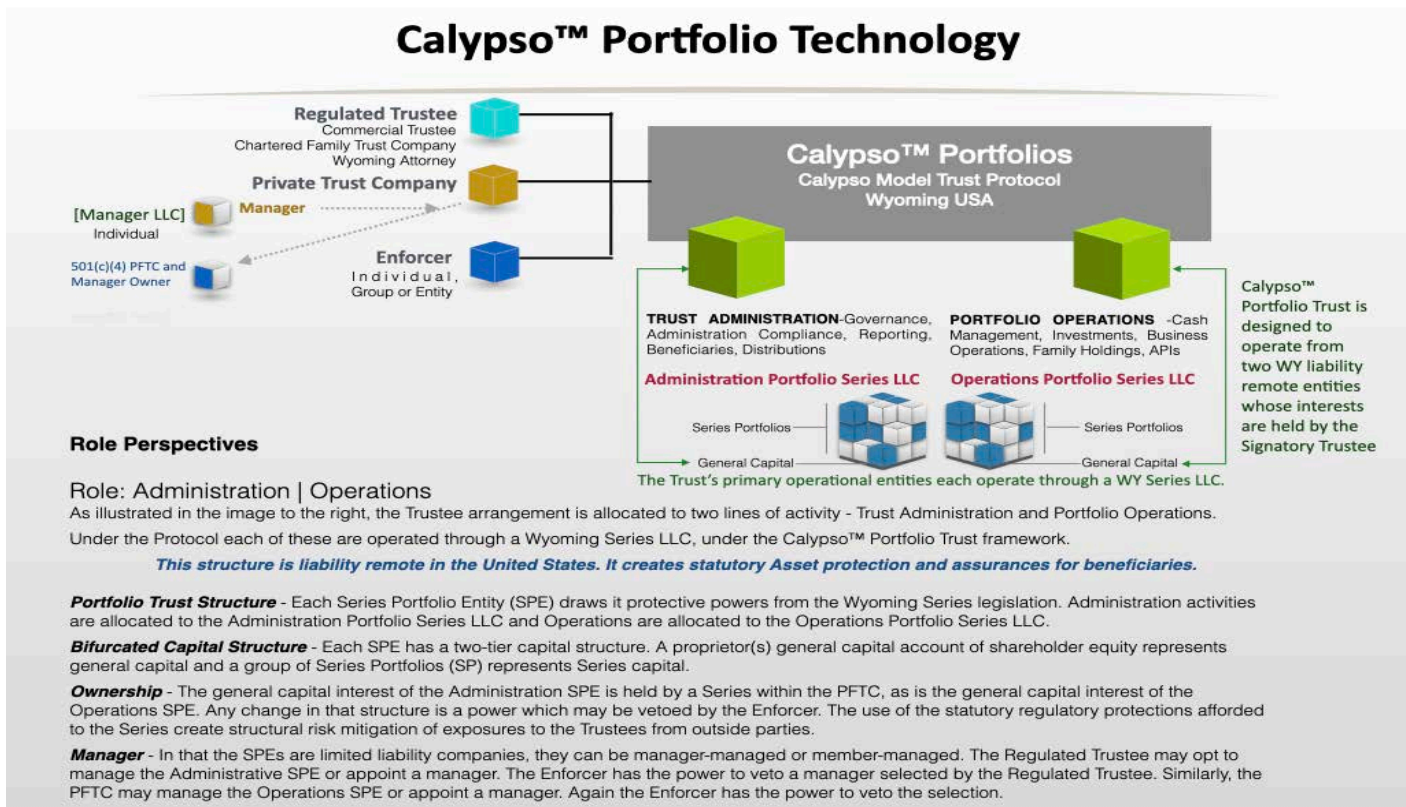 Calypso™ Portfolio Technology
Regulated Trustee
Commercial Trustee
Chartered Family Trust Company
Wyoming Attorney
Private Trust Company
[Manager LLC]
Individual
Manager
501(c)(4) PFTC and
Manager Owner
Enforcer
Individual,
Group or Entity
Calypso™ Portfolios
Calypso Model Trust Protocol
Wyoming USA
TRUST ADMINISTRATION-Governance,
Administration Compliance, Reporting,
Beneficiaries, Distributions
PORTFOLIO OPERATIONS -Cash
Management, Investments, Business
Operations, Family Holdings, APIs
Administration Portfolio Series LLC
Operations Portfolio Series LLC
Series Portfolios
General Capital
Series Portfolios
General Capital
The Trust's primary operational entities each operate through a WY Series LLC.
Calypso™
Portfolio Trust is
designed to
operate from
two WY liability
remote entities
whose interests
are held by the
Signatory Trustee
Role Perspectives
Role: Administration | Operations
As illustrated in the image to the right, the Trustee arrangement is allocated to two lines of activity - Trust Administration and Portfolio Operations.
Under the Protocol each of these are operated through a Wyoming Series LLC, under the Calypso™ Portfolio Trust framework.
This structure is liability remote in the United States. It creates statutory Asset protection and assurances for beneficiaries.
Portfolio Trust Structure - Each Series Portfolio Entity (SPE) draws it protective powers from the Wyoming Series legislation. Administration activities
are allocated to the Administration Portfolio Series LLC and Operations are allocated to the Operations Portfolio Series LLC.
Bifurcated Capital Structure - Each SPE has a two-tier capital structure. A proprietor(s) general capital account of shareholder equity represents
general capital and a group of Series Portfolios (SP) represents Series capital.
Ownership - The general capital interest of the Administration SPE is held by a Series within the PFTC, as is the general capital interest of the
Operations SPE. Any change in that structure is a power which may be vetoed by the Enforcer. The use of the statutory regulatory protections afforded
to the Series create structural risk mitigation of exposures to the Trustees from outside parties.
Manager - In that the SPEs are limited liability companies, they can be manager-managed or member-managed. The Regulated Trustee may opt to
manage the Administrative SPE or appoint a manager. The Enforcer has the power to veto a manager selected by the Regulated Trustee. Similarly, the
PFTC may manage the Operations SPE or appoint a manager. Again the Enforcer has the power to veto the selection.